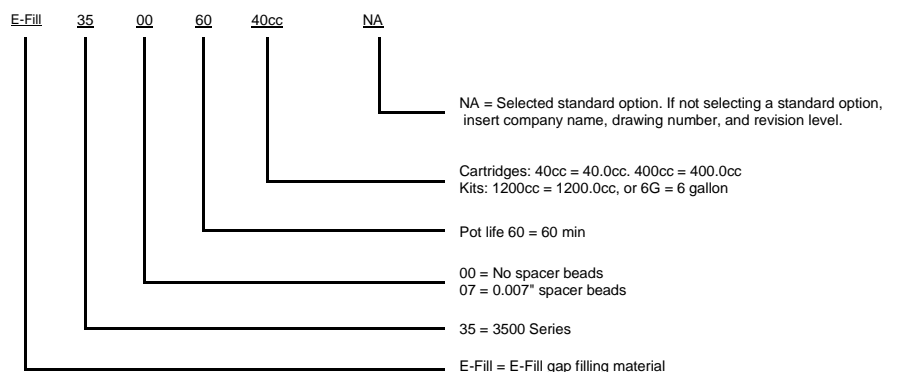 E-Fill 35 00 60 40cc NA
NA = Selected standard option. If not selecting a standard option,
insert company name, drawing number, and revision level.
Cartridges: 40cc = 40.0cc. 400cc = 400.0cc
Kits: 1200cc = 1200.0cc, or 6G = 6 gallon
Pot life 60 = 60 min
00 = No spacer beads
07 = 0.007" spacer beads
35 = 3500 Series
E-Fill = E-Fill gap filling material